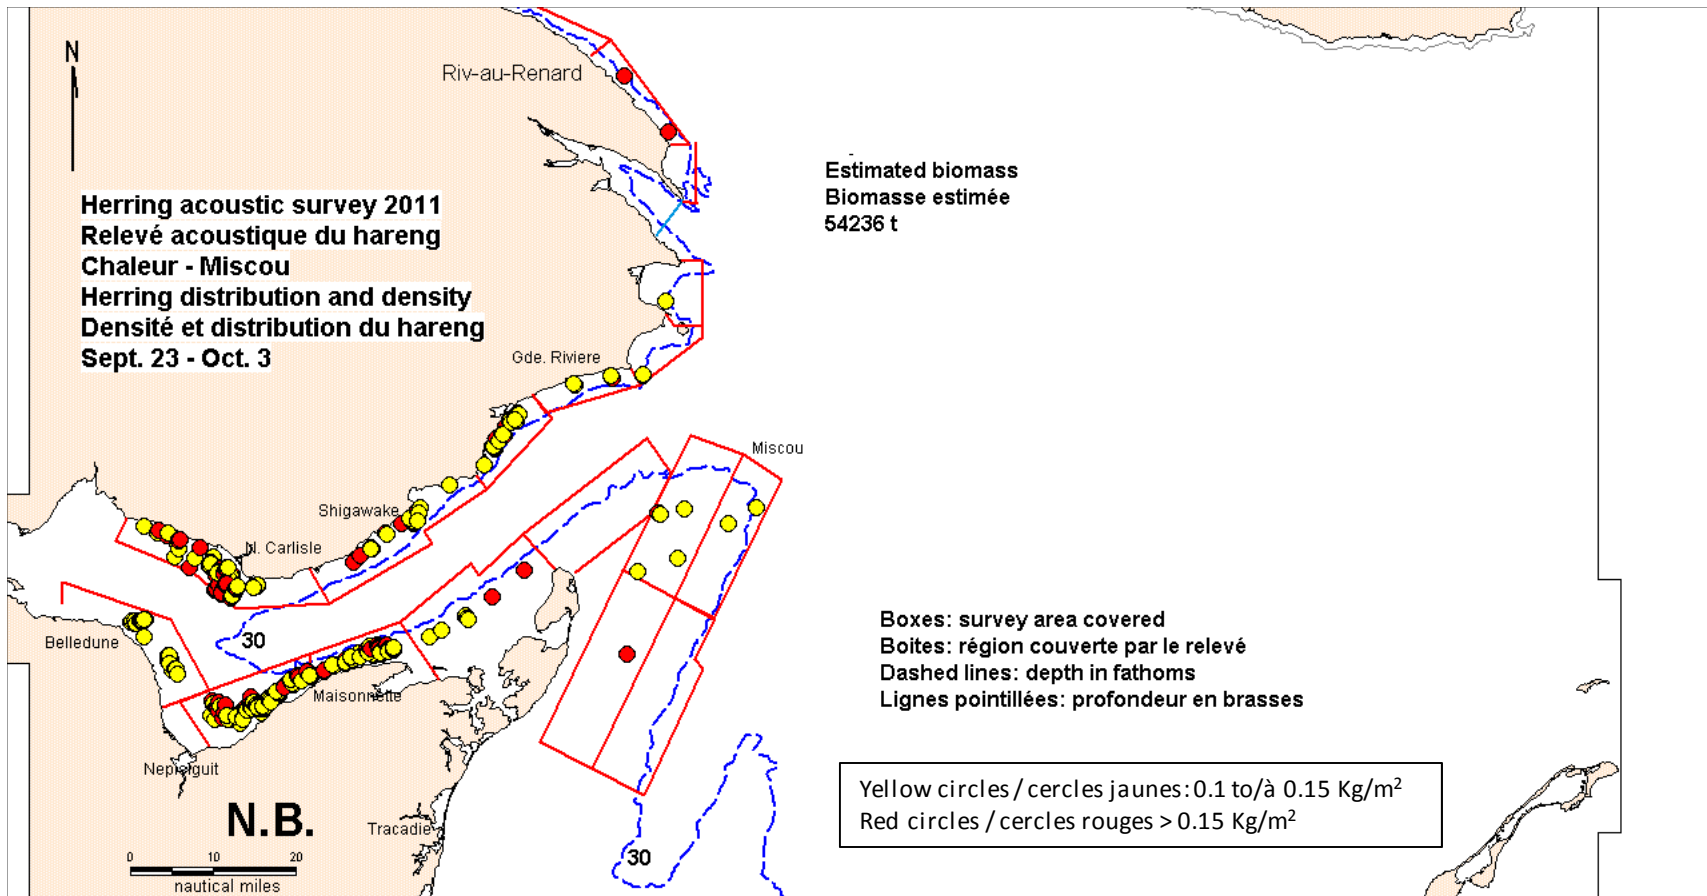 N
Riv-au-Renard
Herring acoustic survey 2011
Relevé acoustique du hareng
Chaleur - Miscou
Herring distribution and density
Densité et distribution du hareng
Sept. 23 - Oct. 3
Estimated biomass
Biomasse estimée
54236 t
Gde. Riviere
Miscou
Shigawake
N. Carlisle
Belledune
30
Maisonnette
Nepisiguit
Boxes: survey area covered
Boites: région couverte par le relevé
Dashed lines: depth in fathoms
Lignes pointillées: profondeur en brasses
Yellow circles / cercles jaunes: 0.1 to/à 0.15 Kg/m²
Red circles / cercles rouges > 0.15 Kg/m²
N.B.
Tracadie
30
0 10 20
nautical miles